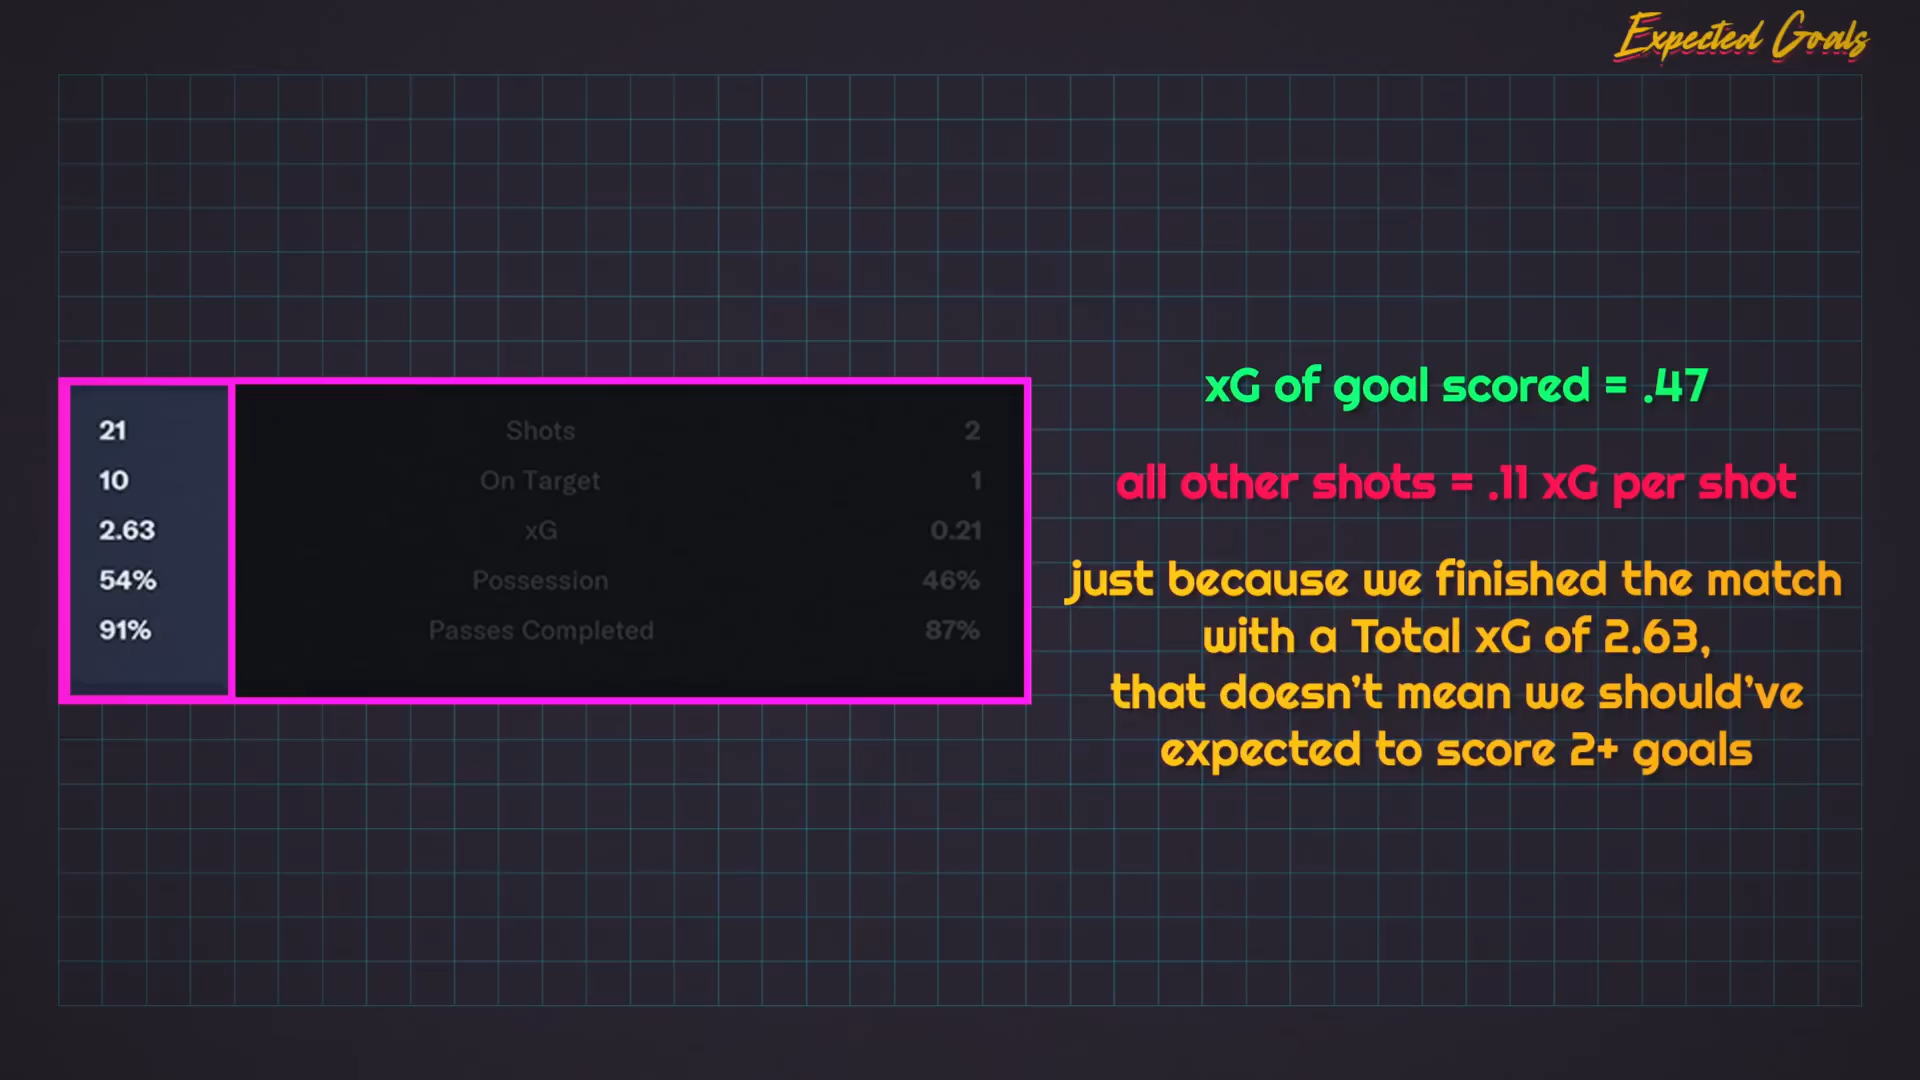 Expected Goals
21 Shots 2
10 On Target 1
2.63 xG 0.21
54% Possession 46%
91% Passes Completed 87%
xG of goal scored = .47
all other shots = .11 xG per shot
just because we finished the match
with a Total xG of 2.63,
that doesn't mean we should've
expected to score 2+ goals